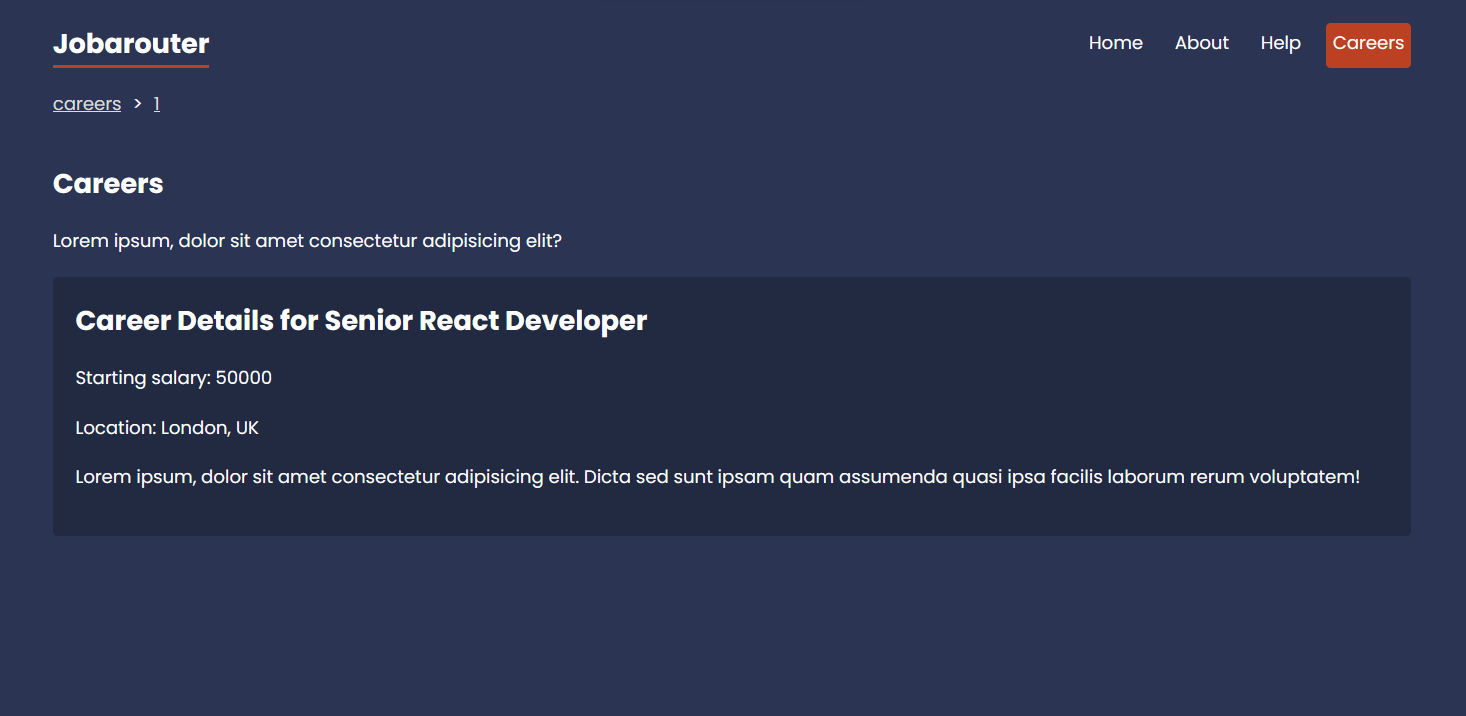 Jobarouter
Home About Help Careers
careers > 1
Careers
Lorem ipsum, dolor sit amet consectetur adipisicing elit?
Career Details for Senior React Developer
Starting salary: 50000
Location: London, UK
Lorem ipsum, dolor sit amet consectetur adipisicing elit. Dicta sed sunt ipsam quam assumenda quasi ipsa facilis laborum rerum voluptatem!